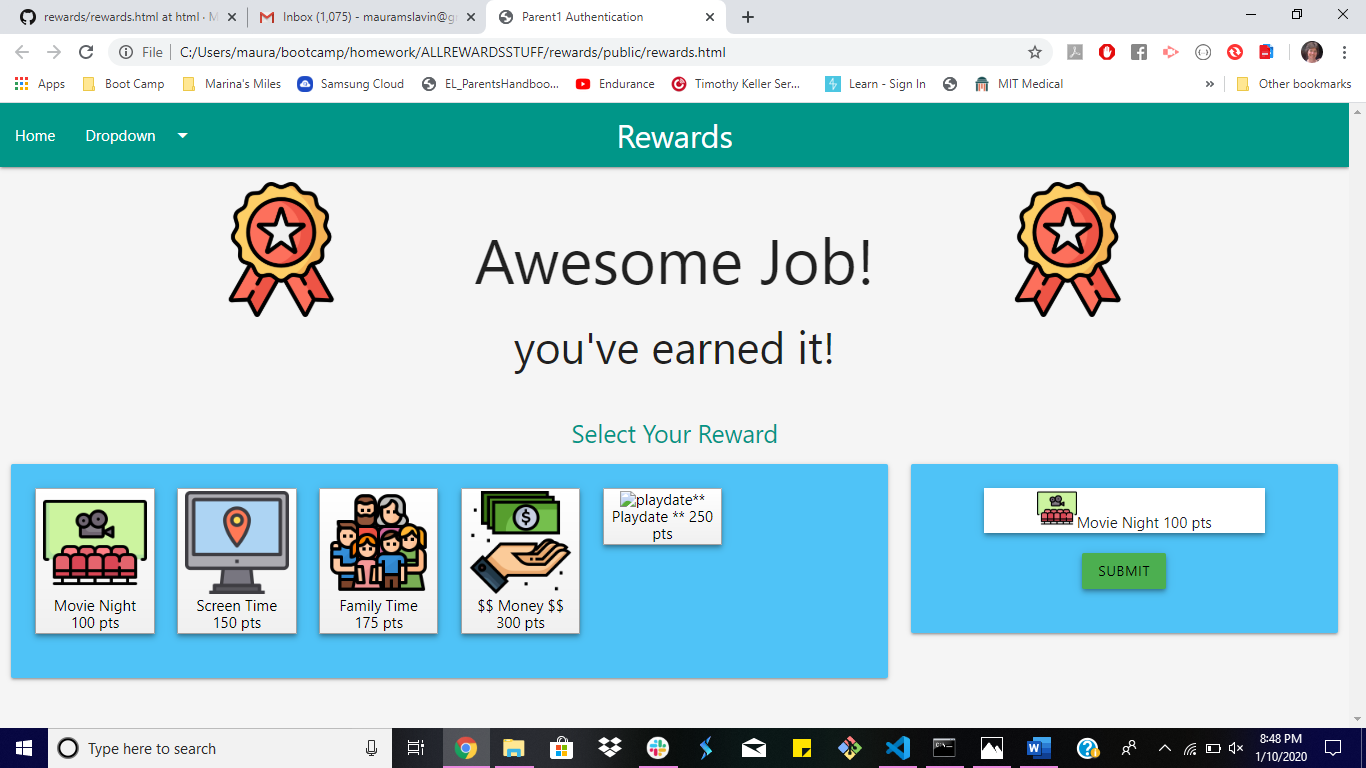 rewards/rewards.html at html · M
Inbox (1,075) - mauramslavin@g
Parent1 Authentication
File
C:/Users/maura/bootcamp/homework/ALLREWARDSSTUFF/rewards/public/rewards.html
Apps
Boot Camp
Marina's Miles
Samsung Cloud
EL_ParentsHandboo...
Endurance
Timothy Keller Ser...
Learn - Sign In
MIT Medical
»
Other bookmarks
Home
Dropdown
Rewards
Awesome Job!
you've earned it!
Select Your Reward
Movie Night
100 pts
Screen Time
150 pts
Family Time
175 pts
$$ Money $$
300 pts
playdate**
Playdate ** 250
pts
Movie Night 100 pts
SUBMIT
Type here to search
8:48 PM
1/10/2020